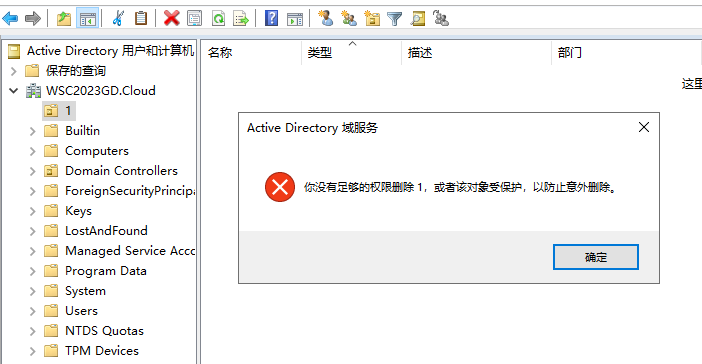 Active Directory 用户和计算机
保存的查询
WSC2023GD.Cloud
1
Builtin
Computers
Domain Controllers
ForeignSecurityPrincipa
Keys
LostAndFound
Managed Service Acco
Program Data
System
Users
NTDS Quotas
TPM Devices
名称 类型 描述 部门
这里
Active Directory 域服务
你没有足够的权限删除 1，或者该对象受保护，以防止意外删除。
确定